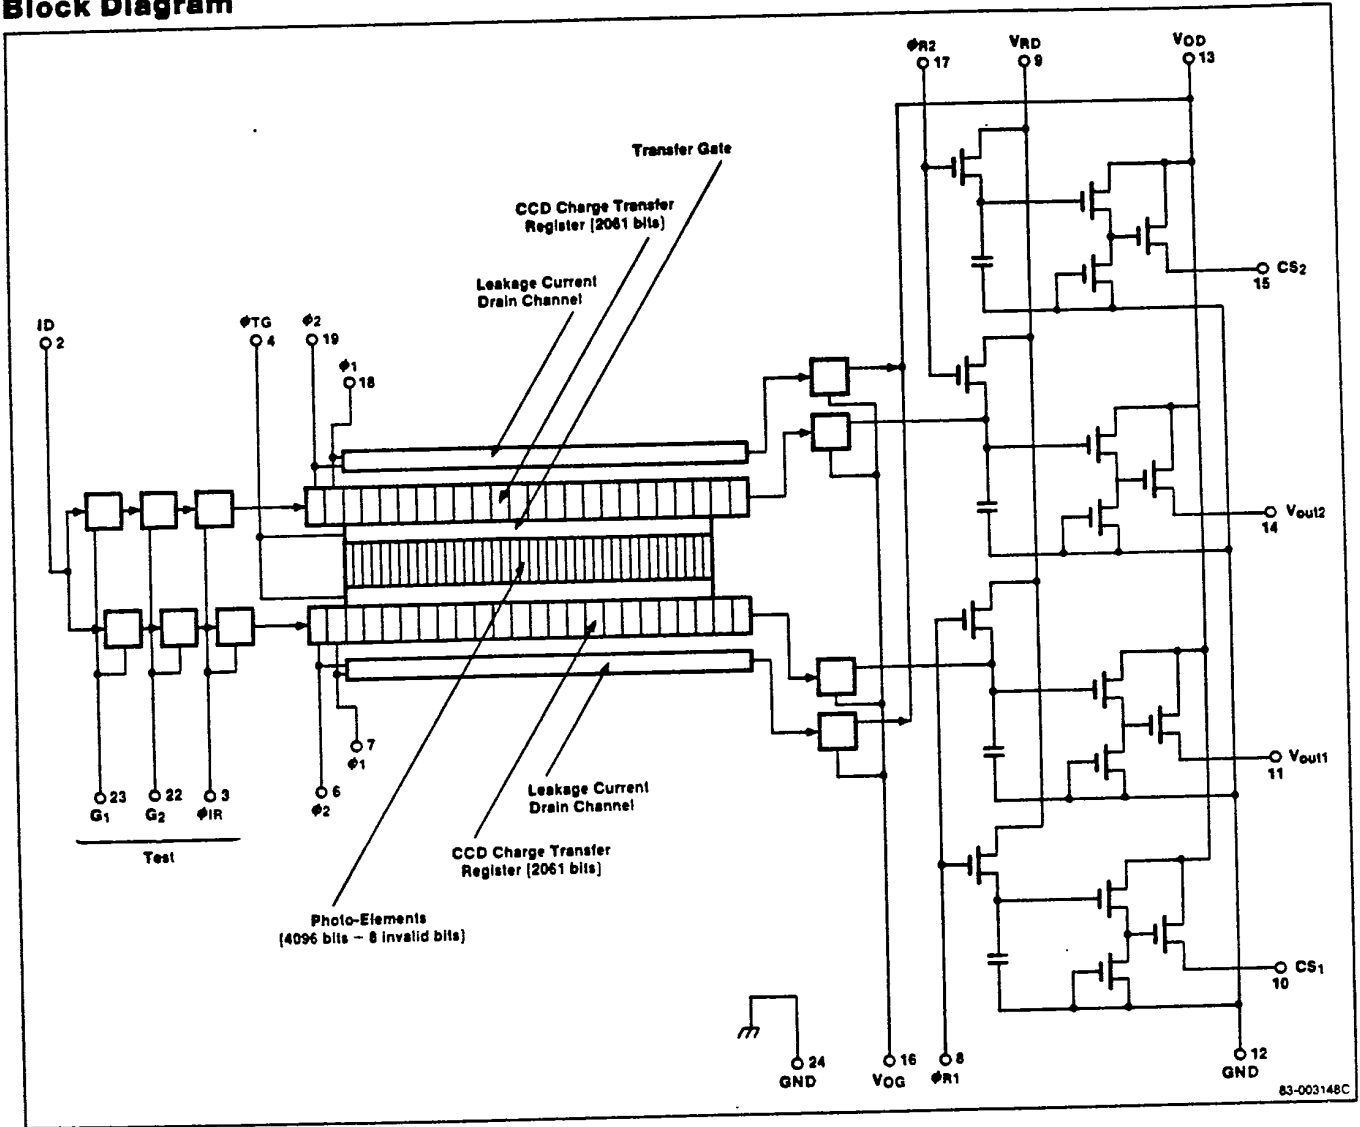 Block Diagram
ϕR2
17
VRD
9
VOD
13
Transfer Gate
CCD Charge Transfer
Register [2061 bits]
Leakage Current
Drain Channel
CS2
15
ID
2
ϕTG
4
ϕ2
19
ϕ1
18
Vout2
14
7
ϕ1
Vout1
11
23
G1
22
G2
3
ϕIR
6
ϕ2
Test
Leakage Current
Drain Channel
CCD Charge Transfer
Register [2061 bits]
Photo-Elements
[4096 bits – 8 invalid bits]
CS1
10
24
GND
16
VOG
8
ϕR1
12
GND
83-003148C